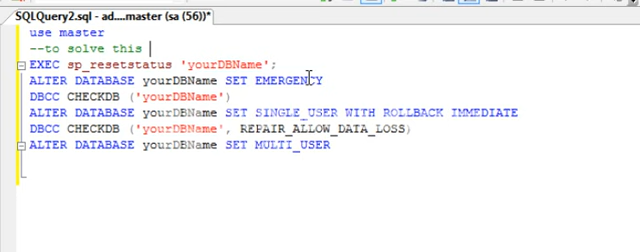 SQLQuery2.sql - ad....master (sa (56))*
use master
--to solve this
EXEC sp_resetstatus 'yourDBName';
ALTER DATABASE yourDBName SET EMERGENCY
DBCC CHECKDB ('yourDBName')
ALTER DATABASE yourDBName SET SINGLE_USER WITH ROLLBACK IMMEDIATE
DBCC CHECKDB ('yourDBName', REPAIR_ALLOW_DATA_LOSS)
ALTER DATABASE yourDBName SET MULTI_USER